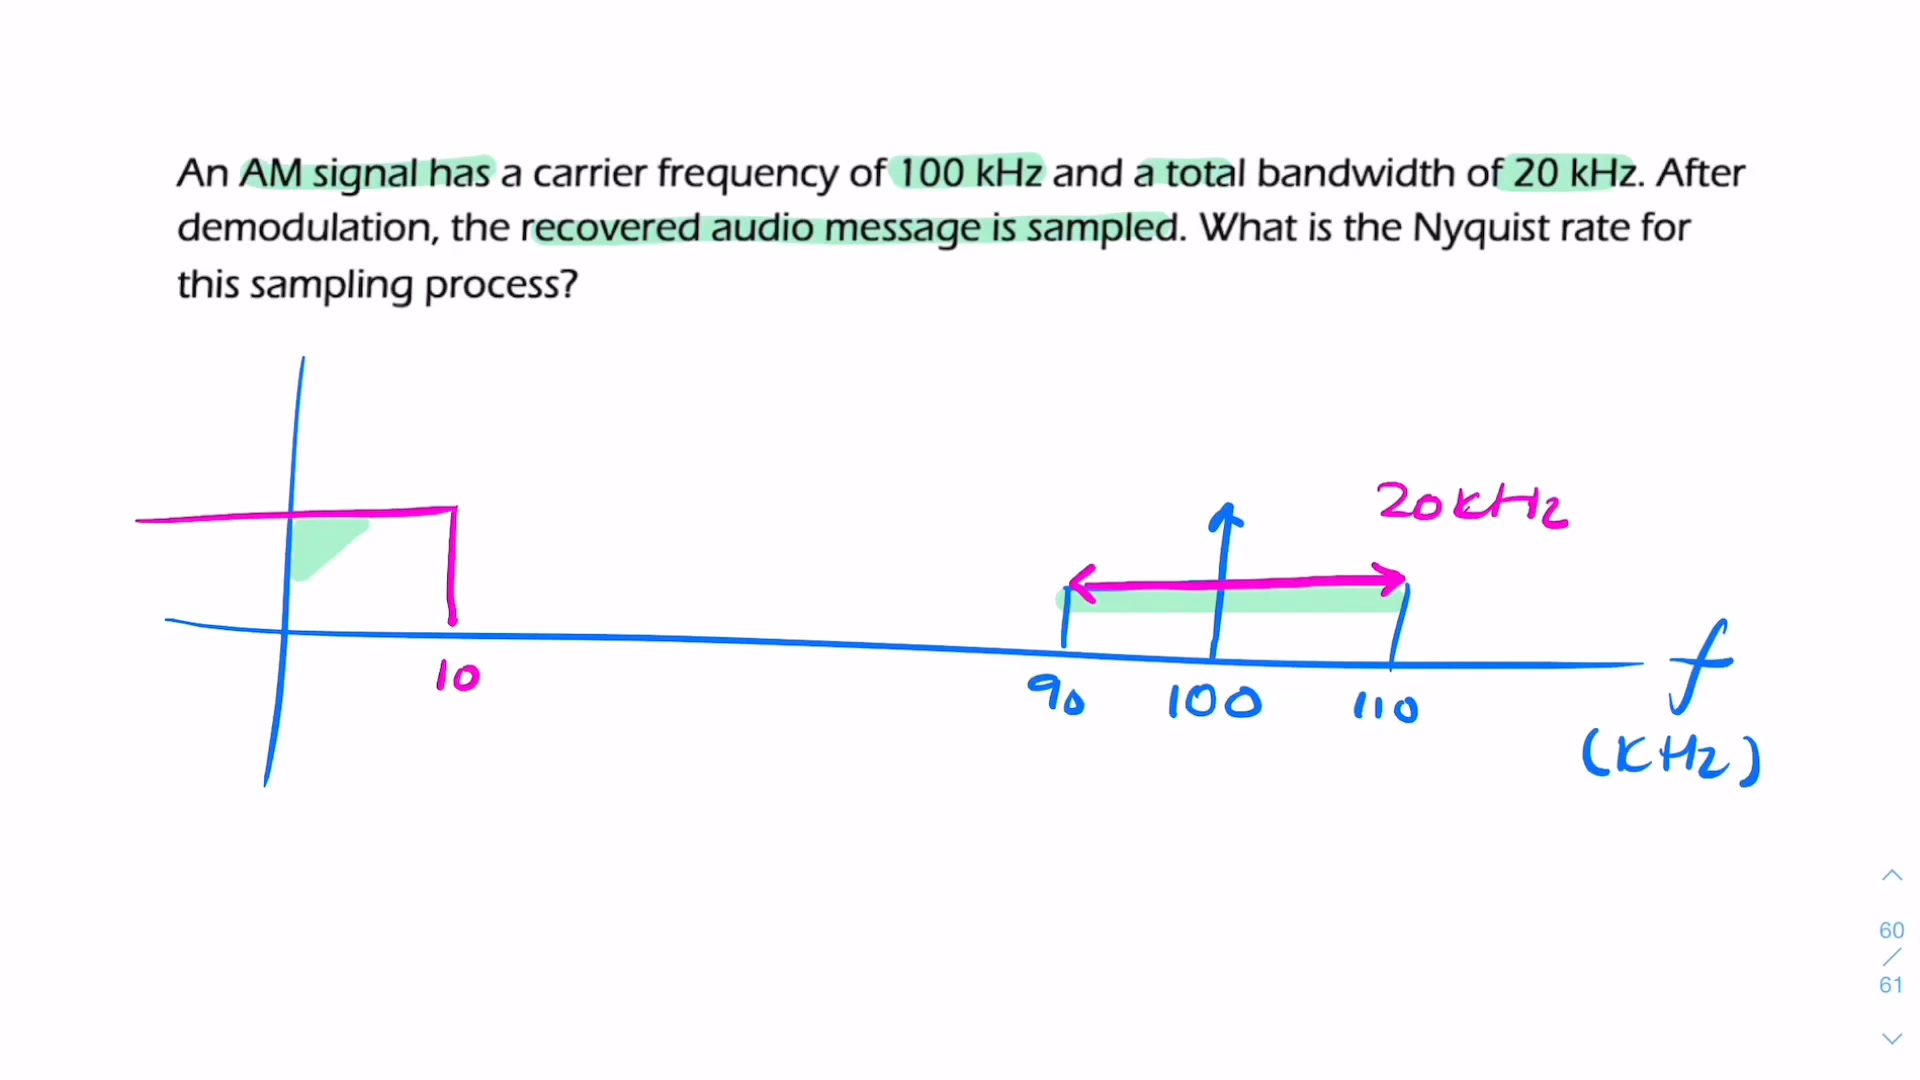 An AM signal has a carrier frequency of 100 kHz and a total bandwidth of 20 kHz. After
demodulation, the recovered audio message is sampled. What is the Nyquist rate for
this sampling process?
20kHz
10
90
100
110
f
(kHz)
60
/
61